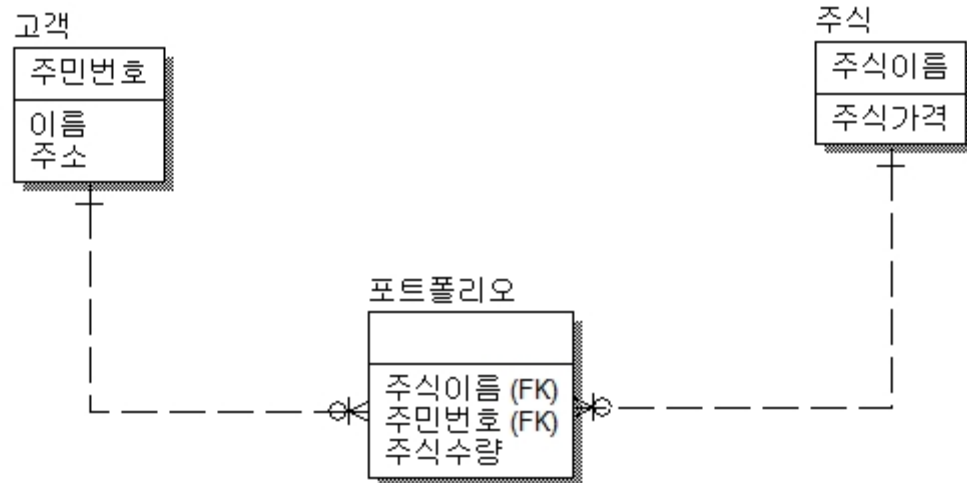 고객
주민번호
이름
주소
주식
주식이름
주식가격
포트폴리오
주식이름 (FK)
주민번호 (FK)
주식수량